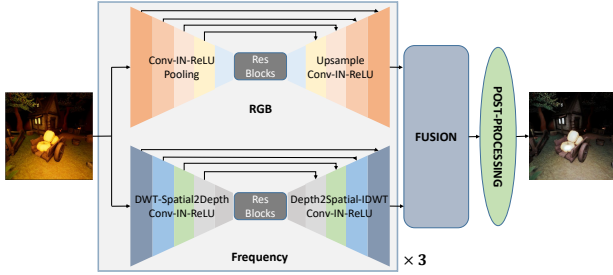 Conv-IN-ReLU
Pooling
Res
Blocks
Upsample
Conv-IN-ReLU
RGB
DWT-Spatial2Depth
Conv-IN-ReLU
Res
Blocks
Depth2Spatial-IDWT
Conv-IN-ReLU
Frequency
× 3
FUSION
POST-PROCESSING